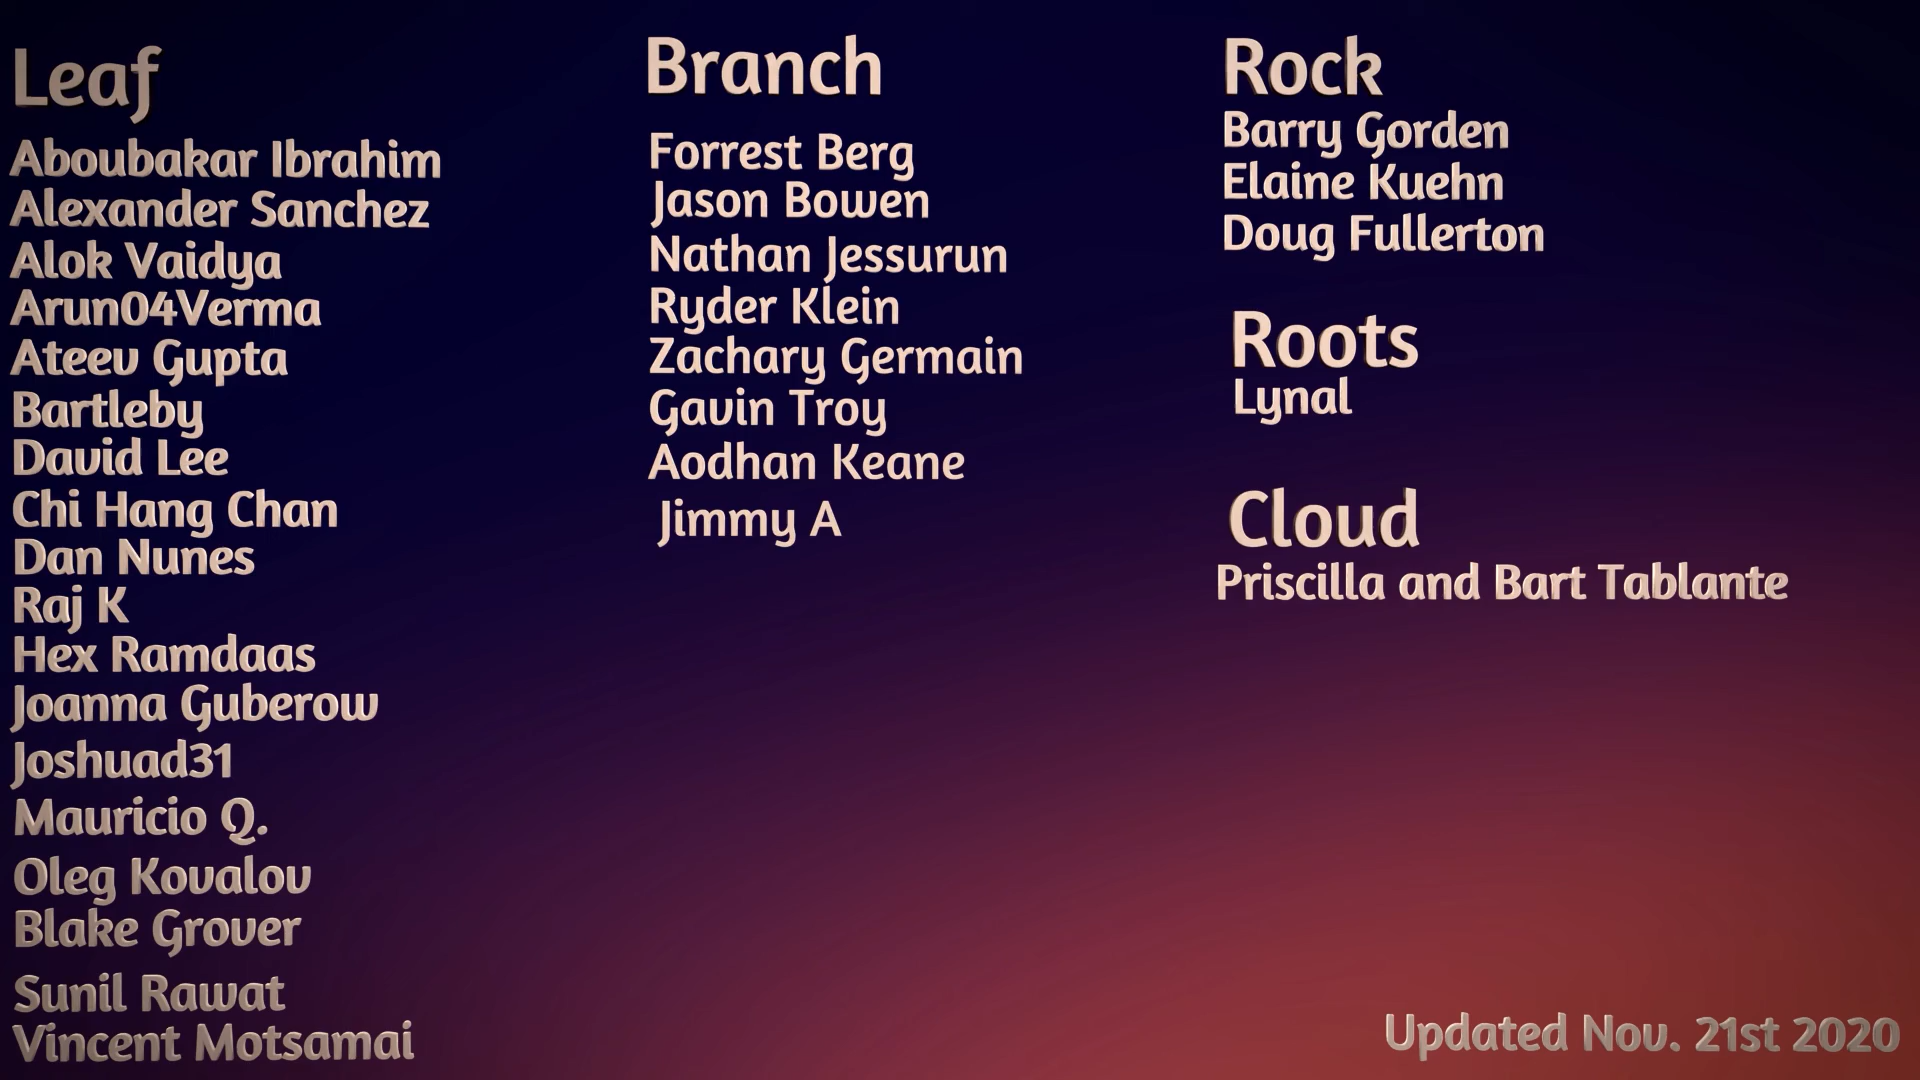 Leaf
Aboubakar Ibrahim
Alexander Sanchez
Alok Vaidya
Arun04Verma
Ateev Gupta
Bartleby
David Lee
Chi Hang Chan
Dan Nunes
Raj K
Hex Ramdaas
Joanna Guberow
Joshuad31
Mauricio Q.
Oleg Kovalov
Blake Grover
Sunil Rawat
Vincent Motsamai
Branch
Forrest Berg
Jason Bowen
Nathan Jessurun
Ryder Klein
Zachary Germain
Gavin Troy
Aodhan Keane
Jimmy A
Rock
Barry Gorden
Elaine Kuehn
Doug Fullerton
Roots
Lynal
Cloud
Priscilla and Bart Tablante
Updated Nov. 21st 2020